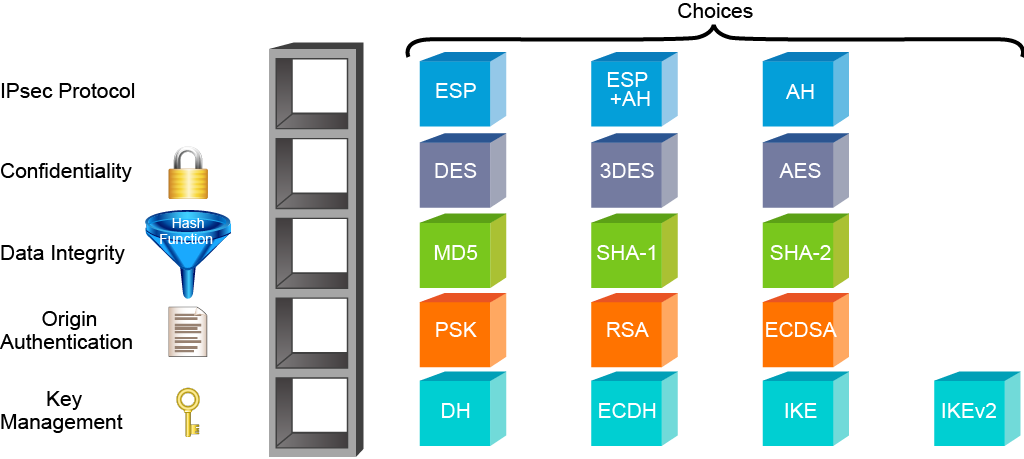 Choices
IPsec Protocol
ESP
ESP
+AH
AH
Confidentiality
DES
3DES
AES
Hash
Function
Data Integrity
MD5
SHA-1
SHA-2
Origin
Authentication
PSK
RSA
ECDSA
Key
Management
DH
ECDH
IKE
IKEv2